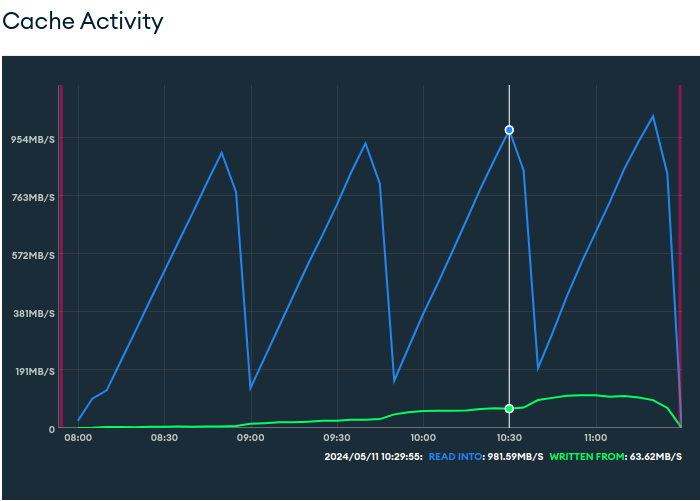 Cache Activity
954MB/S
763MB/S
572MB/S
381MB/S
191MB/S
0
08:00 08:30 09:00 09:30 10:00 10:30 11:00
2024/05/11 10:29:55: READ INTO: 981.59MB/S WRITTEN FROM: 63.62MB/S